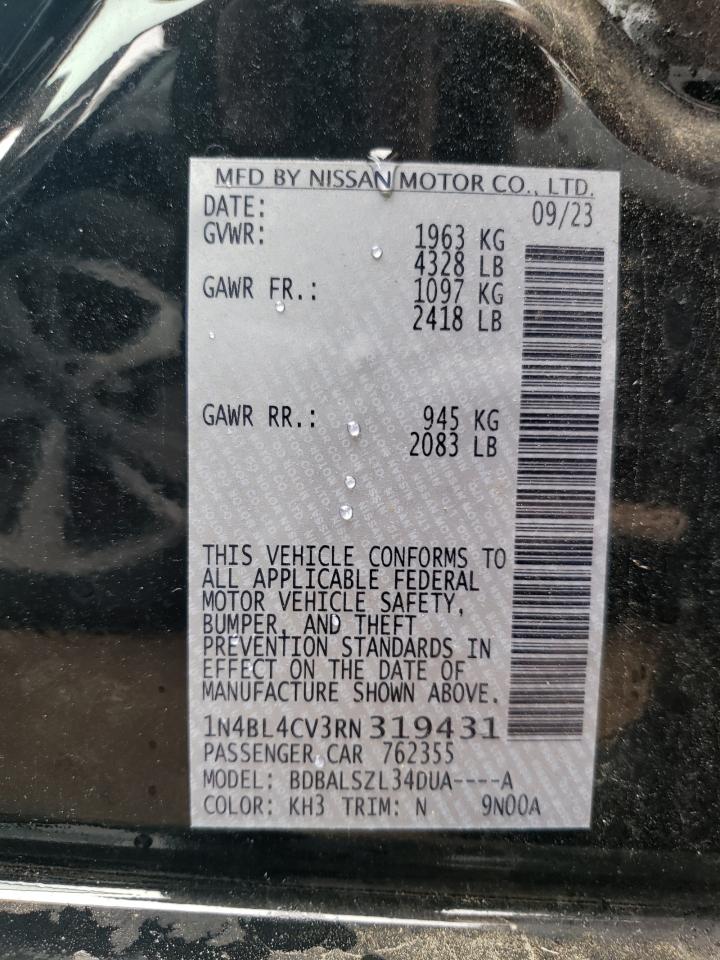 MFD BY NISSAN MOTOR CO., LTD.
DATE: 09/23
GVWR: 1963 KG
4328 LB
GAWR FR.: 1097 KG
2418 LB
GAWR RR.: 945 KG
2083 LB
THIS VEHICLE CONFORMS TO
ALL APPLICABLE FEDERAL
MOTOR VEHICLE SAFETY,
BUMPER, AND THEFT
PREVENTION STANDARDS IN
EFFECT ON THE DATE OF
MANUFACTURE SHOWN ABOVE.
1N4BL4CV3RN319431
PASSENGER CAR 762355
MODEL: BDBALSZL34DUA----A
COLOR: KH3 TRIM: N 9N00A